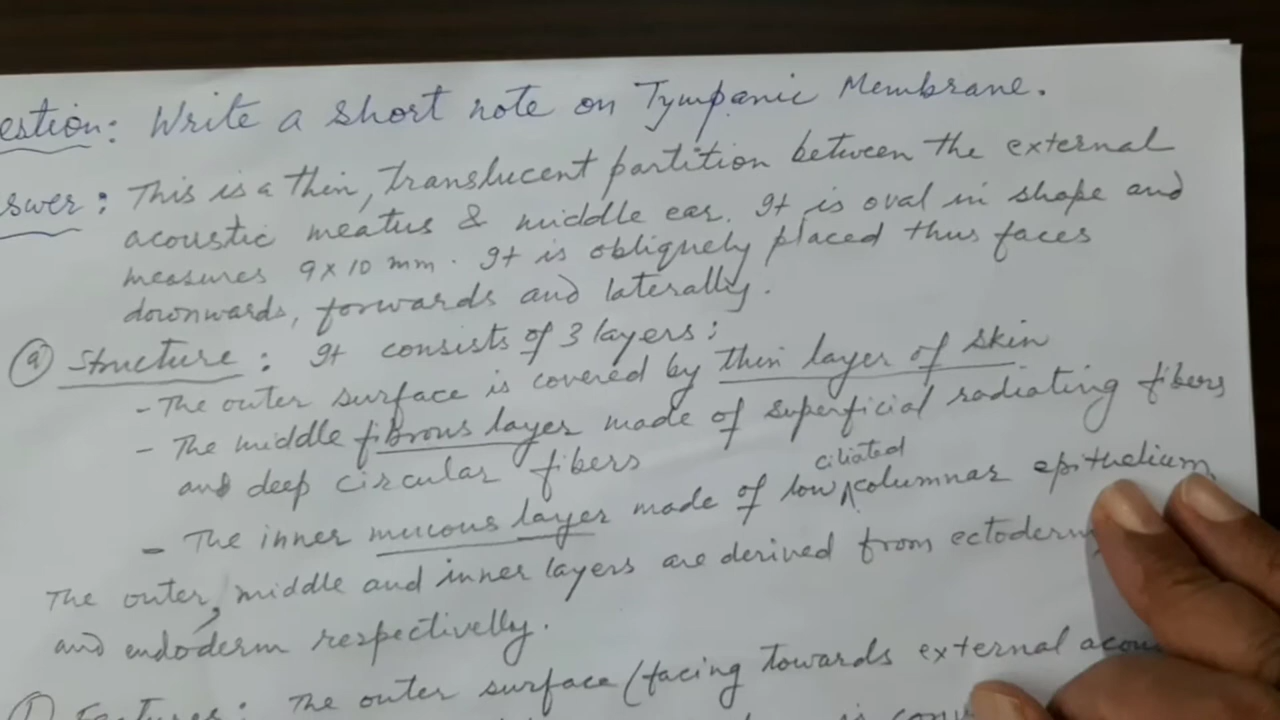 estion: Write a short note on Tympanic Membrane.
swer: This is a thin, translucent partition between the external
acoustic meatus & middle ear. It is oval in shape and
measures 9x10 mm. It is obliquely placed thus faces
downwards, forwards and laterally.
(a) Structure: It consists of 3 layers:
- The outer surface is covered by thin layer of skin
- The middle fibrous layer made of superficial radiating fibers
and deep circular fibers
- The inner mucous layer made of low ciliated columnar epithelium
The outer, middle and inner layers are derived from ectoderm
and endoderm respectivelly.
Features: The outer surface (facing towards external acou
is conv